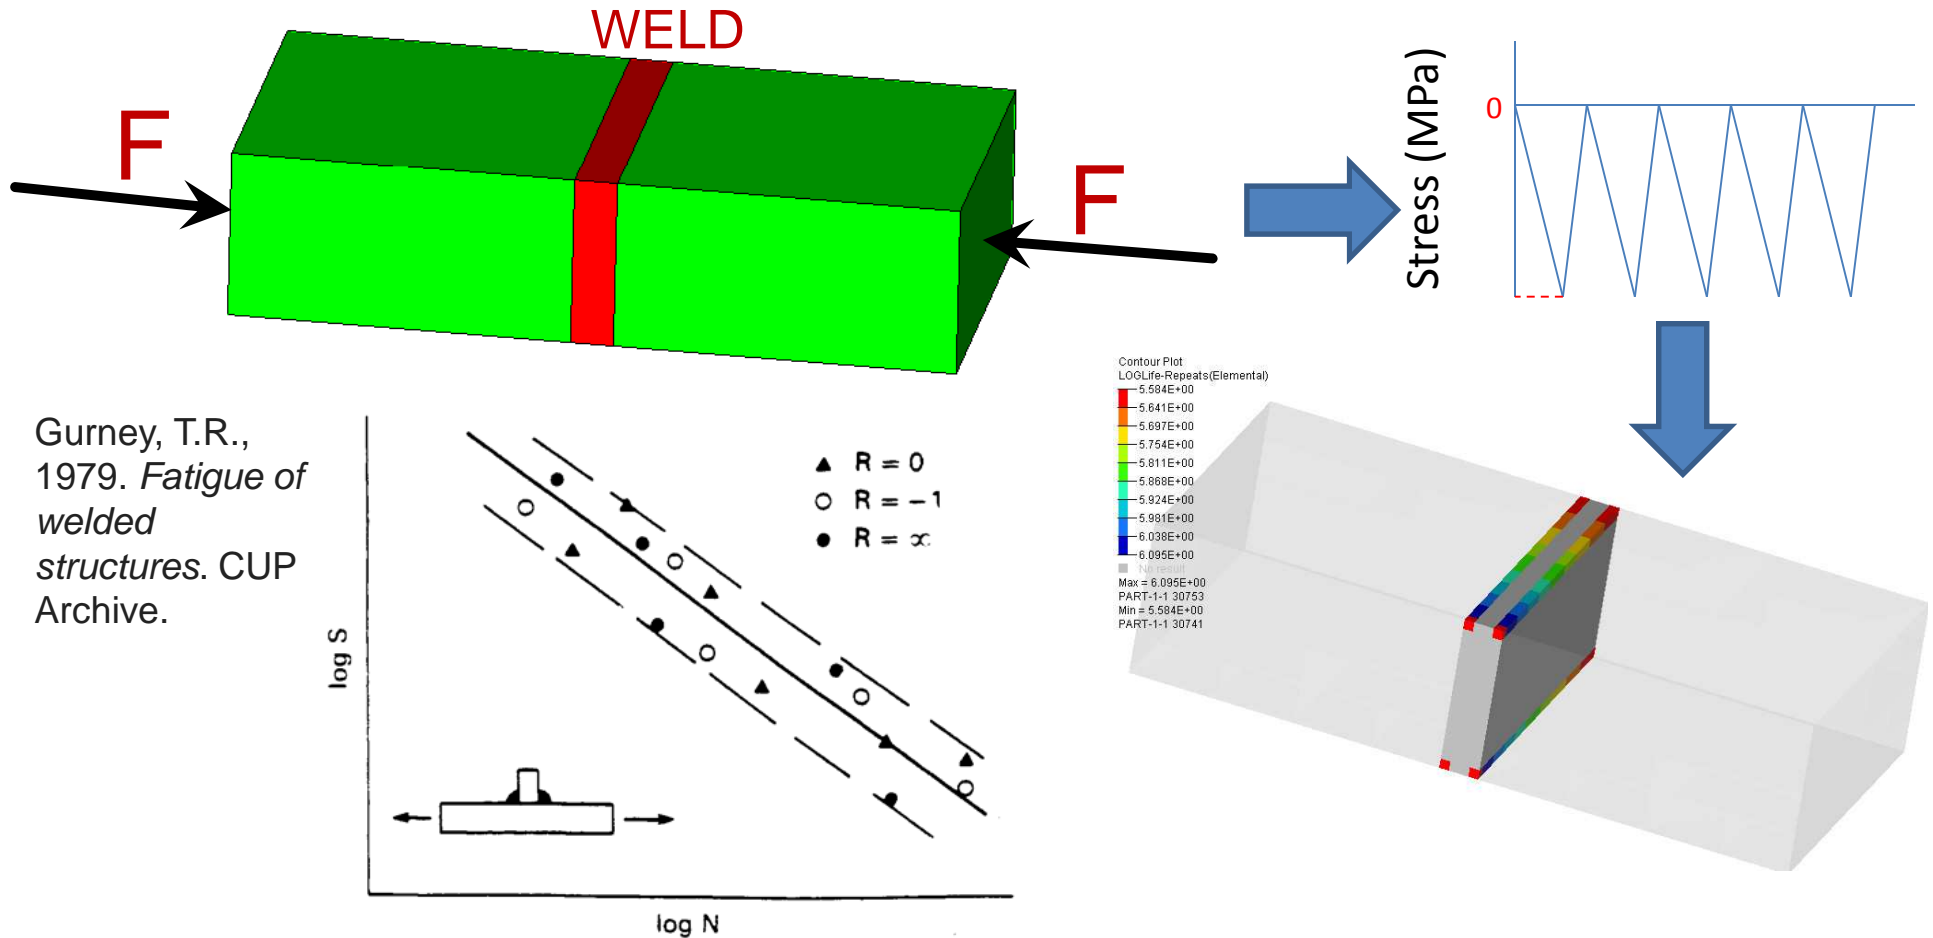 WELD
F
F
Stress (MPa)
0
Gurney, T.R.,
1979. Fatigue of
welded
structures. CUP
Archive.
log S
R = 0
R = -1
R = ∞
log N
Contour Plot
LOGLife-Repeats(Elemental)
5.584E+00
5.641E+00
5.697E+00
5.754E+00
5.811E+00
5.868E+00
5.924E+00
5.981E+00
6.038E+00
6.095E+00
No result
Max = 6.095E+00
PART-1-1 30753
Min = 5.584E+00
PART-1-1 30741